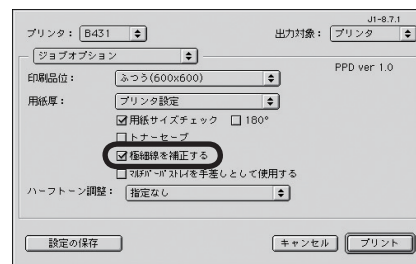 J1-8.7.1
プリンタ： B431 出力対象： プリンタ
ジョブオプション
PPD ver 1.0
印刷品位： ふつう(600x600)
用紙厚： プリンタ設定
用紙サイズチェック 180°
トナーセーブ
極細線を補正する
マルチパーパストレイを手差しとして使用する
ハーフトーン調整： 指定なし
設定の保存 キャンセル プリント